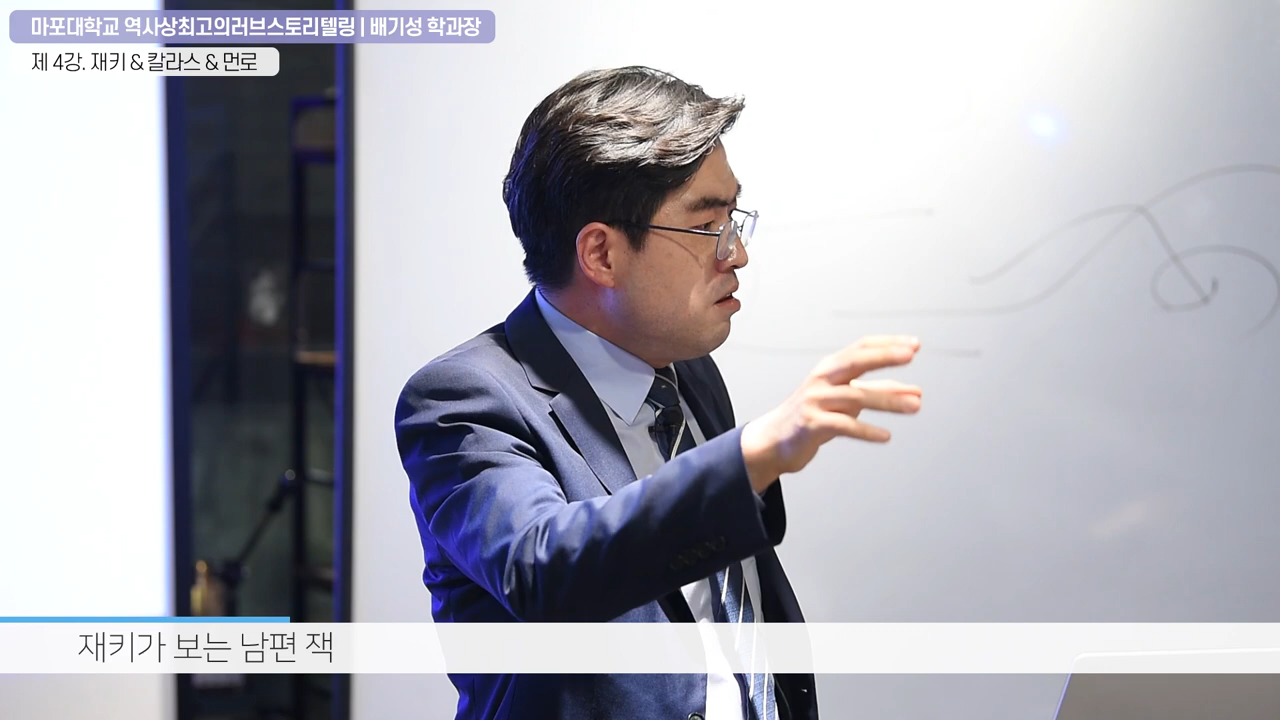 마포대학교 역사상최고의러브스토리텔링 | 배기성 학과장
제 4강. 재키 & 칼라스 & 먼로
재키가 보는 남편 잭